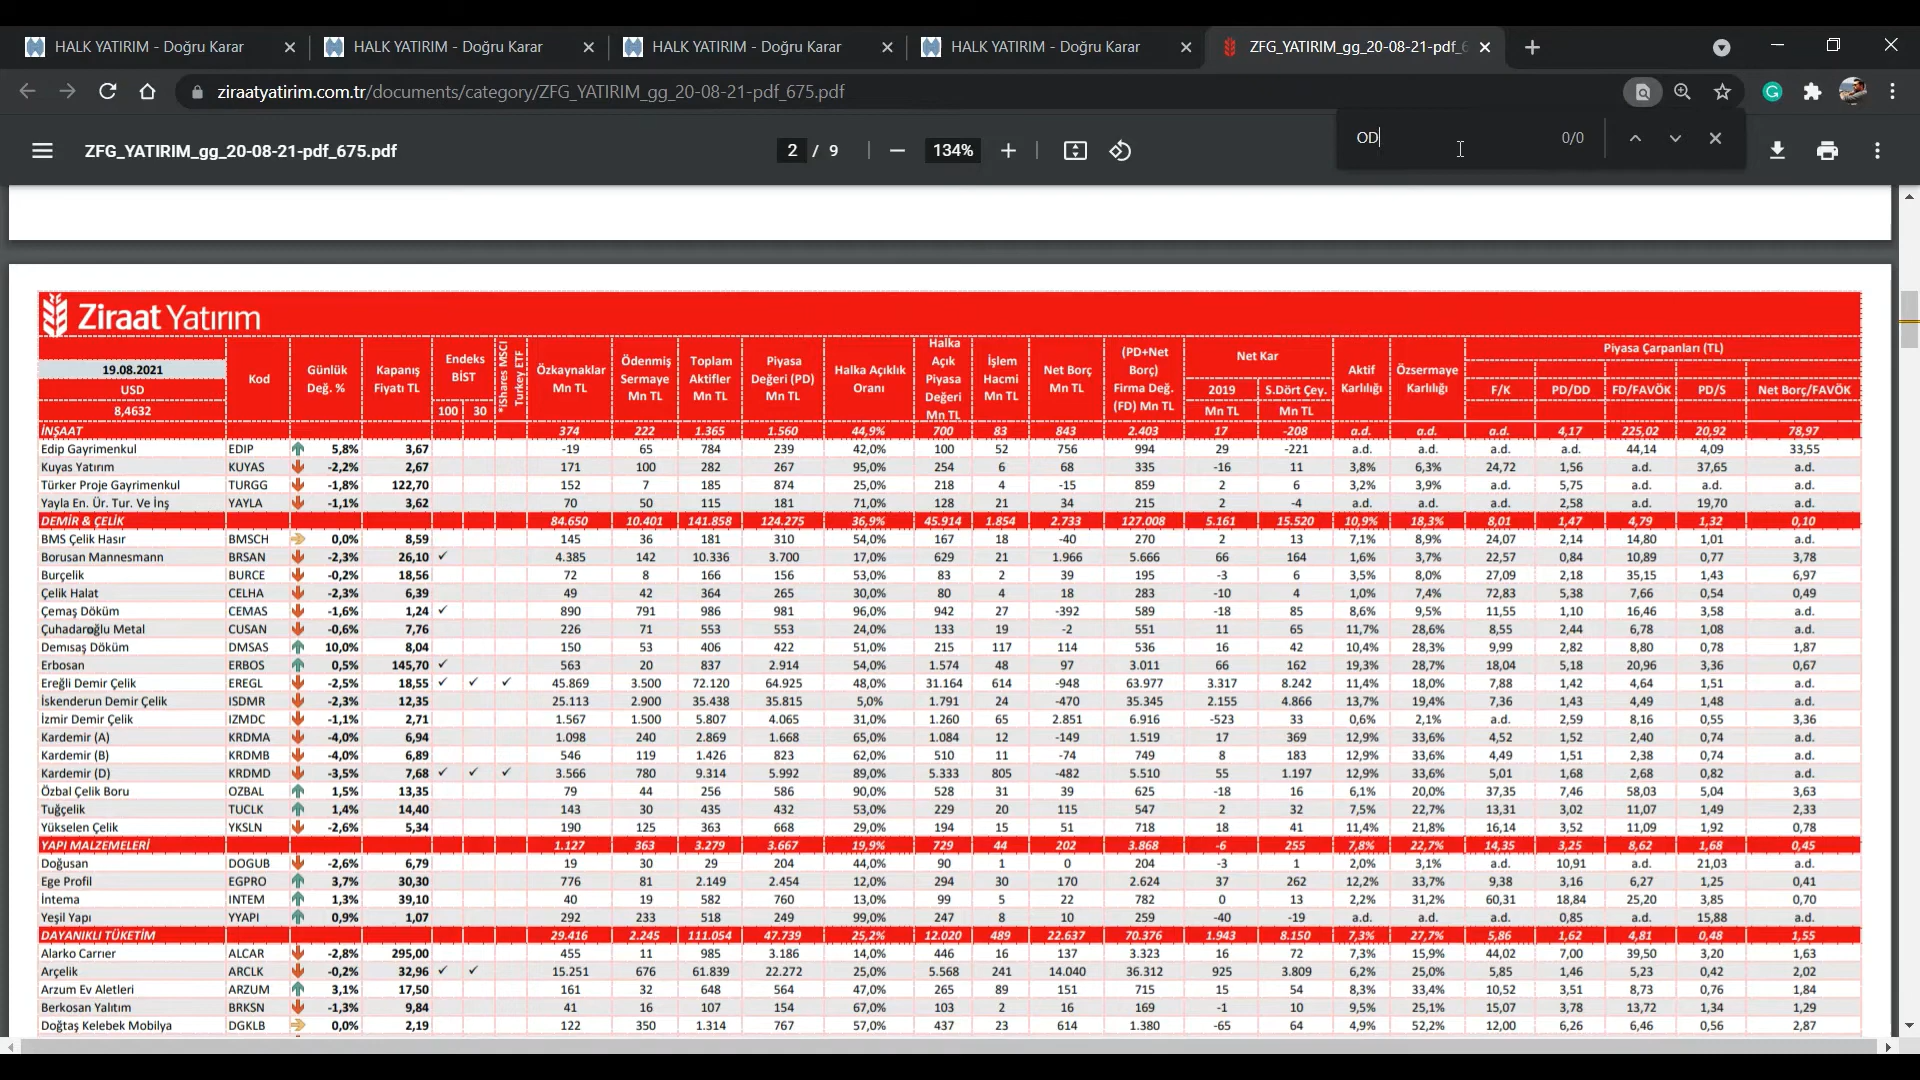 HALK YATIRIM - Doğru Karar
HALK YATIRIM - Doğru Karar
HALK YATIRIM - Doğru Karar
HALK YATIRIM - Doğru Karar
ZFG_YATIRIM_gg_20-08-21-pdf_6
ziraatyatirim.com.tr/documents/category/ZFG_YATIRIM_gg_20-08-21-pdf_675.pdf
ZFG_YATIRIM_gg_20-08-21-pdf_675.pdf
2 / 9
134%
OD
0/0
Ziraat Yatırım
19.08.2021
USD
8,4632
Kod
Günlük Değ. %
Kapanış Fiyatı TL
Endeks BİST
100 30
*iShares MSCI Turkey ETF
Özkaynaklar Mn TL
Ödenmiş Sermaye Mn TL
Toplam Aktifler Mn TL
Piyasa Değeri (PD) Mn TL
Halka Açıklık Oranı
Halka Açık Piyasa Değeri Mn TL
İşlem Hacmi Mn TL
Net Borç Mn TL
(PD+Net Borç) Firma Değ. (FD) Mn TL
Net Kar
2019 S.Dört Çey.
Mn TL Mn TL
Aktif Karlılığı
Özsermaye Karlılığı
Piyasa Çarpanları (TL)
F/K PD/DD FD/FAVÖK PD/S Net Borç/FAVÖK
İNŞAAT 374 222 1.365 1.560 44,9% 700 83 843 2.403 17 -208 a.d. a.d. a.d. 4,17 225,02 20,92 78,97
Edip Gayrimenkul EDIP 5,8% 3,67 -19 65 784 239 42,0% 100 52 756 994 29 -221 a.d. a.d. a.d. a.d. 44,14 4,09 33,55
Kuyas Yatırım KUYAS -2,2% 2,67 171 100 282 267 95,0% 254 6 68 335 -16 11 3,8% 6,3% 24,72 1,56 a.d. 37,65 a.d.
Türker Proje Gayrimenkul TURGG -1,8% 122,70 152 7 185 874 25,0% 218 4 -15 859 2 6 3,2% 3,9% a.d. 5,75 a.d. a.d. a.d.
Yayla En. Ür. Tur. Ve İnş YAYLA -1,1% 3,62 70 50 115 181 71,0% 128 21 34 215 2 -4 a.d. a.d. a.d. 2,58 a.d. 19,70 a.d.
DEMİR & ÇELİK 84.650 10.401 141.858 124.275 36,9% 45.914 1.854 2.733 127.008 5.161 15.520 10,9% 18,3% 8,01 1,47 4,79 1,32 0,10
BMS Çelik Hasır BMSCH 0,0% 8,59 145 36 181 310 54,0% 167 18 -40 270 2 13 7,1% 8,9% 24,07 2,14 14,80 1,01 a.d.
Borusan Mannesmann BRSAN -2,3% 26,10 ✓ 4.385 142 10.336 3.700 17,0% 629 21 1.966 5.666 66 164 1,6% 3,7% 22,57 0,84 10,89 0,77 3,78
Burçelik BURCE -0,2% 18,56 72 8 166 156 53,0% 83 2 39 195 -3 6 3,5% 8,0% 27,09 2,18 35,15 1,43 6,97
Çelik Halat CELHA -2,3% 6,39 49 42 364 265 30,0% 80 4 18 283 -10 4 1,0% 7,4% 72,83 5,38 7,66 0,54 0,49
Çemaş Döküm CEMAS -1,6% 1,24 ✓ 890 791 986 981 96,0% 942 27 -392 589 -18 85 8,6% 9,5% 11,55 1,10 16,46 3,58 a.d.
Çuhadaroğlu Metal CUSAN -0,6% 7,76 226 71 553 553 24,0% 133 19 -2 551 11 65 11,7% 28,6% 8,55 2,44 6,78 1,08 a.d.
Demısaş Döküm DMSAS 10,0% 8,04 150 53 406 422 51,0% 215 117 114 536 16 42 10,4% 28,3% 9,99 2,82 8,80 0,78 1,87
Erbosan ERBOS 0,5% 145,70 ✓ 563 20 837 2.914 54,0% 1.574 48 97 3.011 66 162 19,3% 28,7% 18,04 5,18 20,96 3,36 0,67
Ereğli Demir Çelik EREGL -2,5% 18,55 ✓ ✓ ✓ 45.869 3.500 72.120 64.925 48,0% 31.164 614 -948 63.977 3.317 8.242 11,4% 18,0% 7,88 1,42 4,64 1,51 a.d.
İskenderun Demir Çelik ISDMR -2,3% 12,35 25.113 2.900 35.438 35.815 5,0% 1.791 24 -470 35.345 2.155 4.866 13,7% 19,4% 7,36 1,43 4,49 1,48 a.d.
İzmir Demir Çelik IZMDC -1,1% 2,71 1.567 1.500 5.807 4.065 31,0% 1.260 65 2.851 6.916 -523 33 0,6% 2,1% a.d. 2,59 8,16 0,55 3,36
Kardemir (A) KRDMA -4,0% 6,94 1.098 240 2.869 1.668 65,0% 1.084 12 -149 1.519 17 369 12,9% 33,6% 4,52 1,52 2,40 0,74 a.d.
Kardemir (B) KRDMB -4,0% 6,89 546 119 1.426 823 62,0% 510 11 -74 749 8 183 12,9% 33,6% 4,49 1,51 2,38 0,74 a.d.
Kardemir (D) KRDMD -3,5% 7,68 ✓ ✓ ✓ 3.566 780 9.314 5.992 89,0% 5.333 805 -482 5.510 55 1.197 12,9% 33,6% 5,01 1,68 2,68 0,82 a.d.
Özbal Çelik Boru OZBAL 1,5% 13,35 79 44 256 586 90,0% 528 31 39 625 -18 16 6,1% 20,0% 37,35 7,46 58,03 5,04 3,63
Tuğçelik TUCLK 1,4% 14,40 143 30 435 432 53,0% 229 20 115 547 2 32 7,5% 22,7% 13,31 3,02 11,07 1,49 2,33
Yükselen Çelik YKSLN -2,6% 5,34 190 125 363 668 29,0% 194 15 51 718 18 41 11,4% 21,8% 16,14 3,52 11,09 1,92 0,78
YAPI MALZEMELERİ 1.127 363 3.279 3.667 19,9% 729 44 202 3.868 -6 255 7,8% 22,7% 14,35 3,25 8,62 1,68 0,45
Doğusan DOGUB -2,6% 6,79 19 30 29 204 44,0% 90 1 0 204 -3 1 2,0% 3,1% a.d. 10,91 a.d. 21,03 a.d.
Ege Profil EGPRO 3,7% 30,30 776 81 2.149 2.454 12,0% 294 30 170 2.624 37 262 12,2% 33,7% 9,38 3,16 6,27 1,25 0,41
İntema INTEM 1,3% 39,10 40 19 582 760 13,0% 99 5 22 782 0 13 2,2% 31,2% 60,31 18,84 25,20 3,85 0,70
Yeşil Yapı YYAPI 0,9% 1,07 292 233 518 249 99,0% 247 8 10 259 -40 -19 a.d. a.d. a.d. 0,85 a.d. 15,88 a.d.
DAYANIKLI TÜKETİM 29.416 2.245 111.054 47.739 25,2% 12.020 489 22.637 70.376 1.943 8.150 7,3% 27,7% 5,86 1,62 4,81 0,48 1,55
Alarko Carrıer ALCAR -2,8% 295,00 455 11 985 3.186 14,0% 446 16 137 3.323 16 72 7,3% 15,9% 44,02 7,00 39,50 3,20 1,63
Arçelik ARCLK -0,2% 32,96 ✓ ✓ 15.251 676 61.839 22.272 25,0% 5.568 241 14.040 36.312 925 3.809 6,2% 25,0% 5,85 1,46 5,23 0,42 2,02
Arzum Ev Aletleri ARZUM 3,1% 17,50 161 32 648 564 47,0% 265 89 151 715 15 54 8,3% 33,4% 10,52 3,51 8,73 0,76 1,84
Berkosan Yalıtım BRKSN -1,3% 9,84 41 16 107 154 67,0% 103 2 16 169 -1 10 9,5% 25,1% 15,07 3,78 13,72 1,34 1,29
Doğtaş Kelebek Mobilya DGKLB 0,0% 2,19 122 350 1.314 767 57,0% 437 23 614 1.380 -65 64 4,9% 52,2% 12,00 6,26 6,46 0,56 2,87